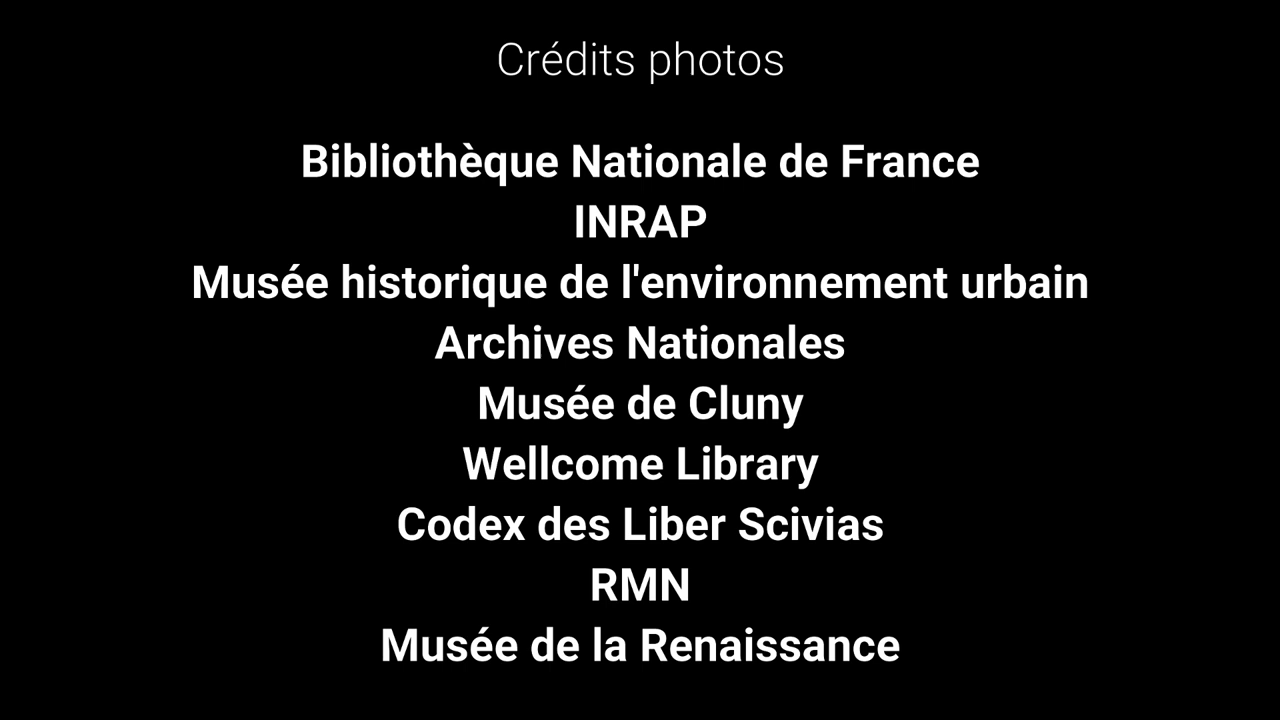 Crédits photos
Bibliothèque Nationale de France
INRAP
Musée historique de l'environnement urbain
Archives Nationales
Musée de Cluny
Wellcome Library
Codex des Liber Scivias
RMN
Musée de la Renaissance